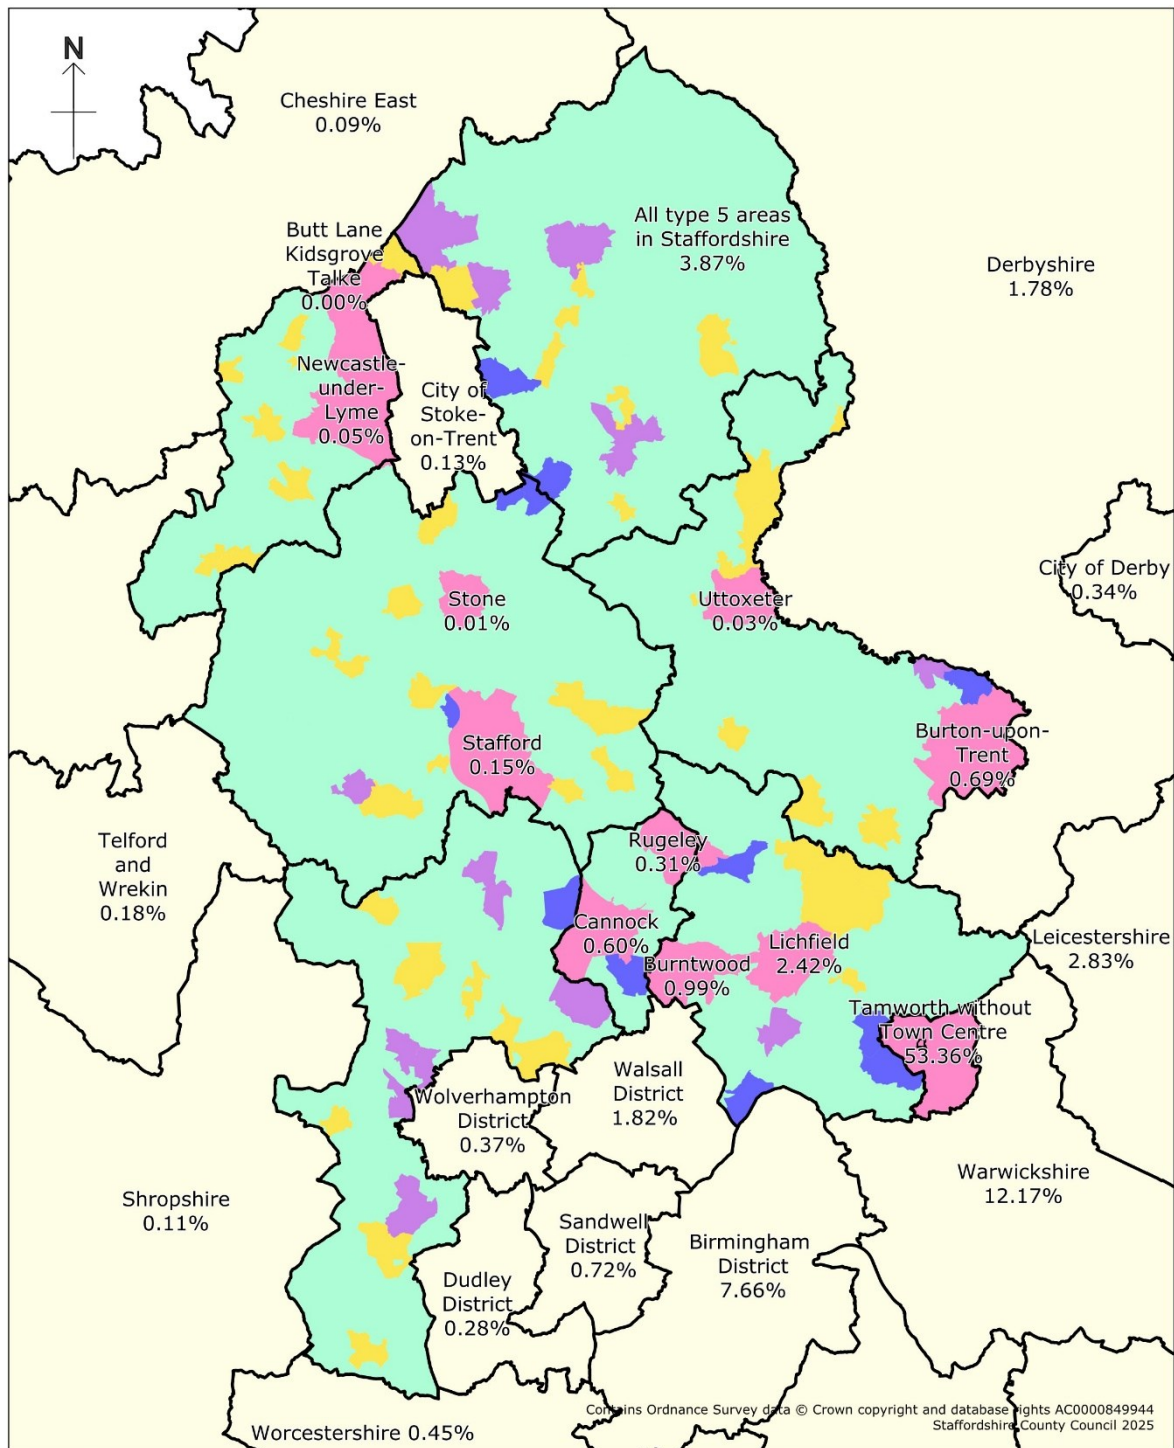 N
Cheshire East
0.09%
Butt Lane
Kidsgrove
Talke
0.00%
All type 5 areas
in Staffordshire
3.87%
Derbyshire
1.78%
Newcastle-
under-
Lyme
0.05%
City of
Stoke-
on-Trent
0.13%
City of Derby
0.34%
Stone
0.01%
Uttoxeter
0.03%
Stafford
0.15%
Burton-upon-
Trent
0.69%
Telford
and
Wrekin
0.18%
Rugeley
0.31%
Cannock
0.60%
Burntwood
0.99%
Lichfield
2.42%
Leicestershire
2.83%
Tamworth without
Town Centre
53.36%
Wolverhampton
District
0.37%
Walsall
District
1.82%
Warwickshire
12.17%
Shropshire
0.11%
Sandwell
District
0.72%
Birmingham
District
7.66%
Dudley
District
0.28%
Worcestershire 0.45%
Contains Ordnance Survey data © Crown copyright and database rights AC0000849944
Staffordshire County Council 2025